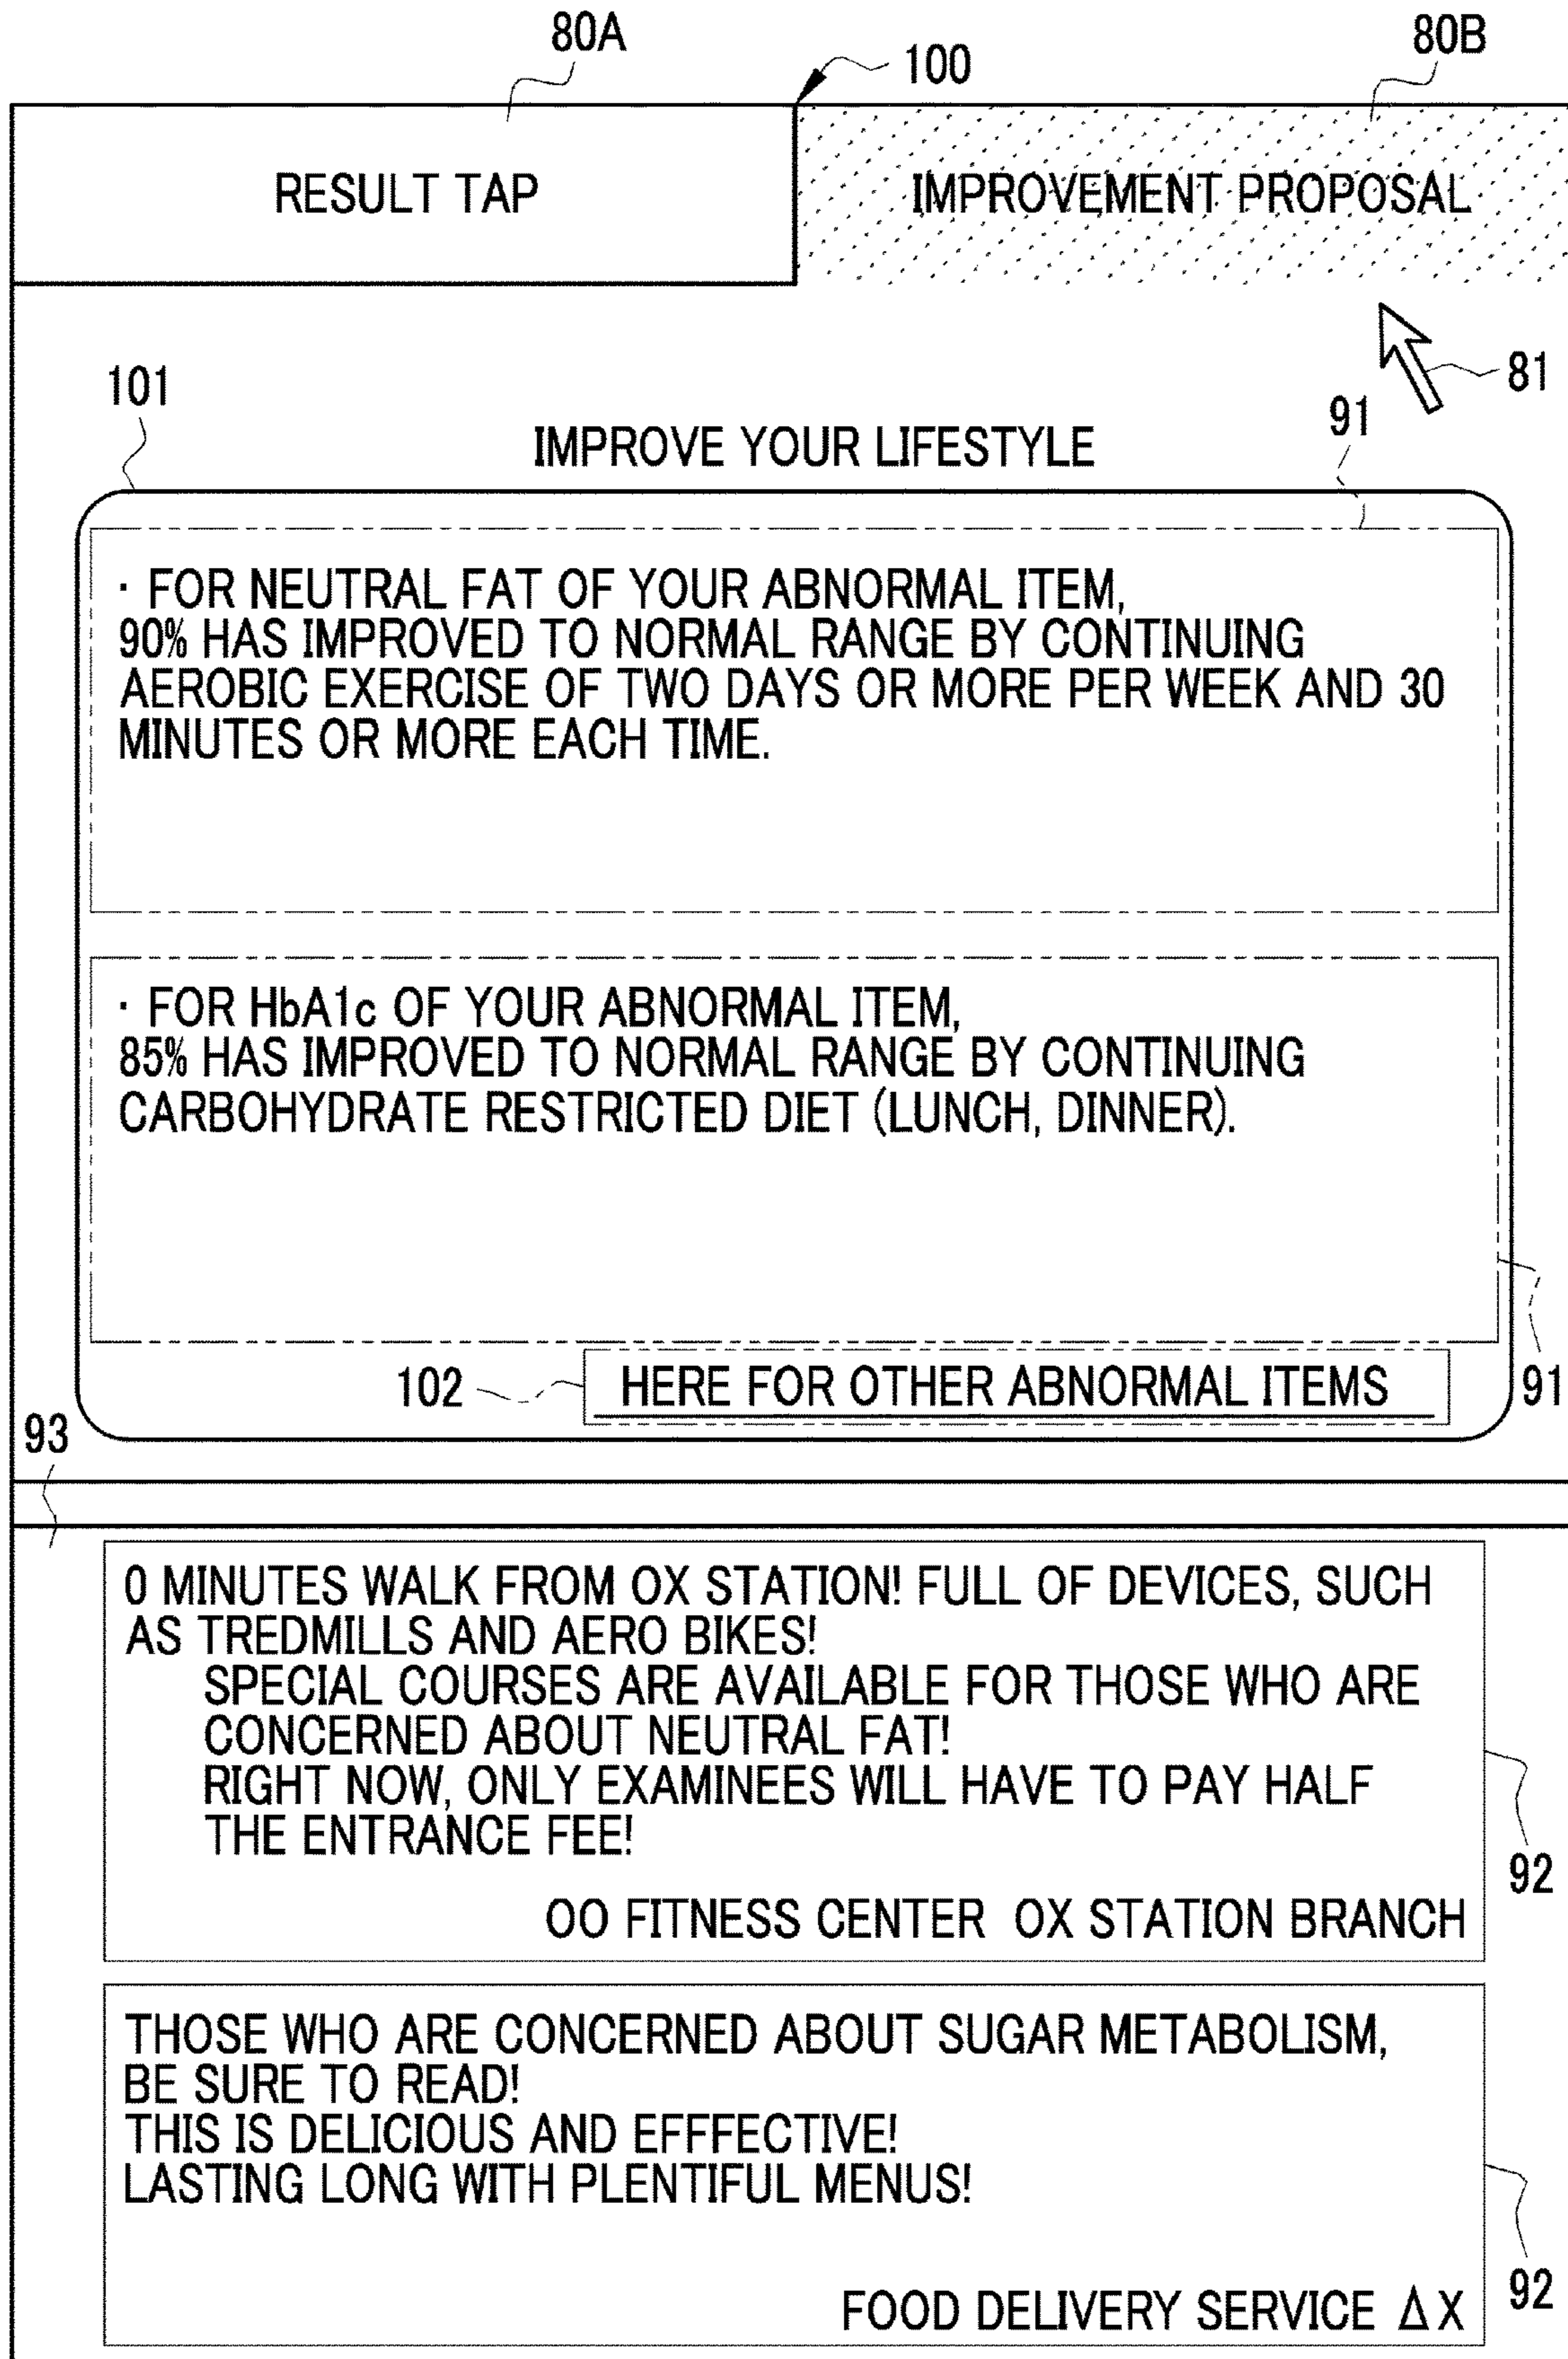 80A
100
80B
RESULT TAP
IMPROVEMENT PROPOSAL
81
101
91
IMPROVE YOUR LIFESTYLE
· FOR NEUTRAL FAT OF YOUR ABNORMAL ITEM,
90% HAS IMPROVED TO NORMAL RANGE BY CONTINUING
AEROBIC EXERCISE OF TWO DAYS OR MORE PER WEEK AND 30
MINUTES OR MORE EACH TIME.
· FOR HbA1c OF YOUR ABNORMAL ITEM,
85% HAS IMPROVED TO NORMAL RANGE BY CONTINUING
CARBOHYDRATE RESTRICTED DIET (LUNCH, DINNER).
102
HERE FOR OTHER ABNORMAL ITEMS
91
93
0 MINUTES WALK FROM OX STATION! FULL OF DEVICES, SUCH
AS TREDMILLS AND AERO BIKES!
SPECIAL COURSES ARE AVAILABLE FOR THOSE WHO ARE
CONCERNED ABOUT NEUTRAL FAT!
RIGHT NOW, ONLY EXAMINEES WILL HAVE TO PAY HALF
THE ENTRANCE FEE!
92
OO FITNESS CENTER OX STATION BRANCH
THOSE WHO ARE CONCERNED ABOUT SUGAR METABOLISM,
BE SURE TO READ!
THIS IS DELICIOUS AND EFFFECTIVE!
LASTING LONG WITH PLENTIFUL MENUS!
92
FOOD DELIVERY SERVICE ΔX